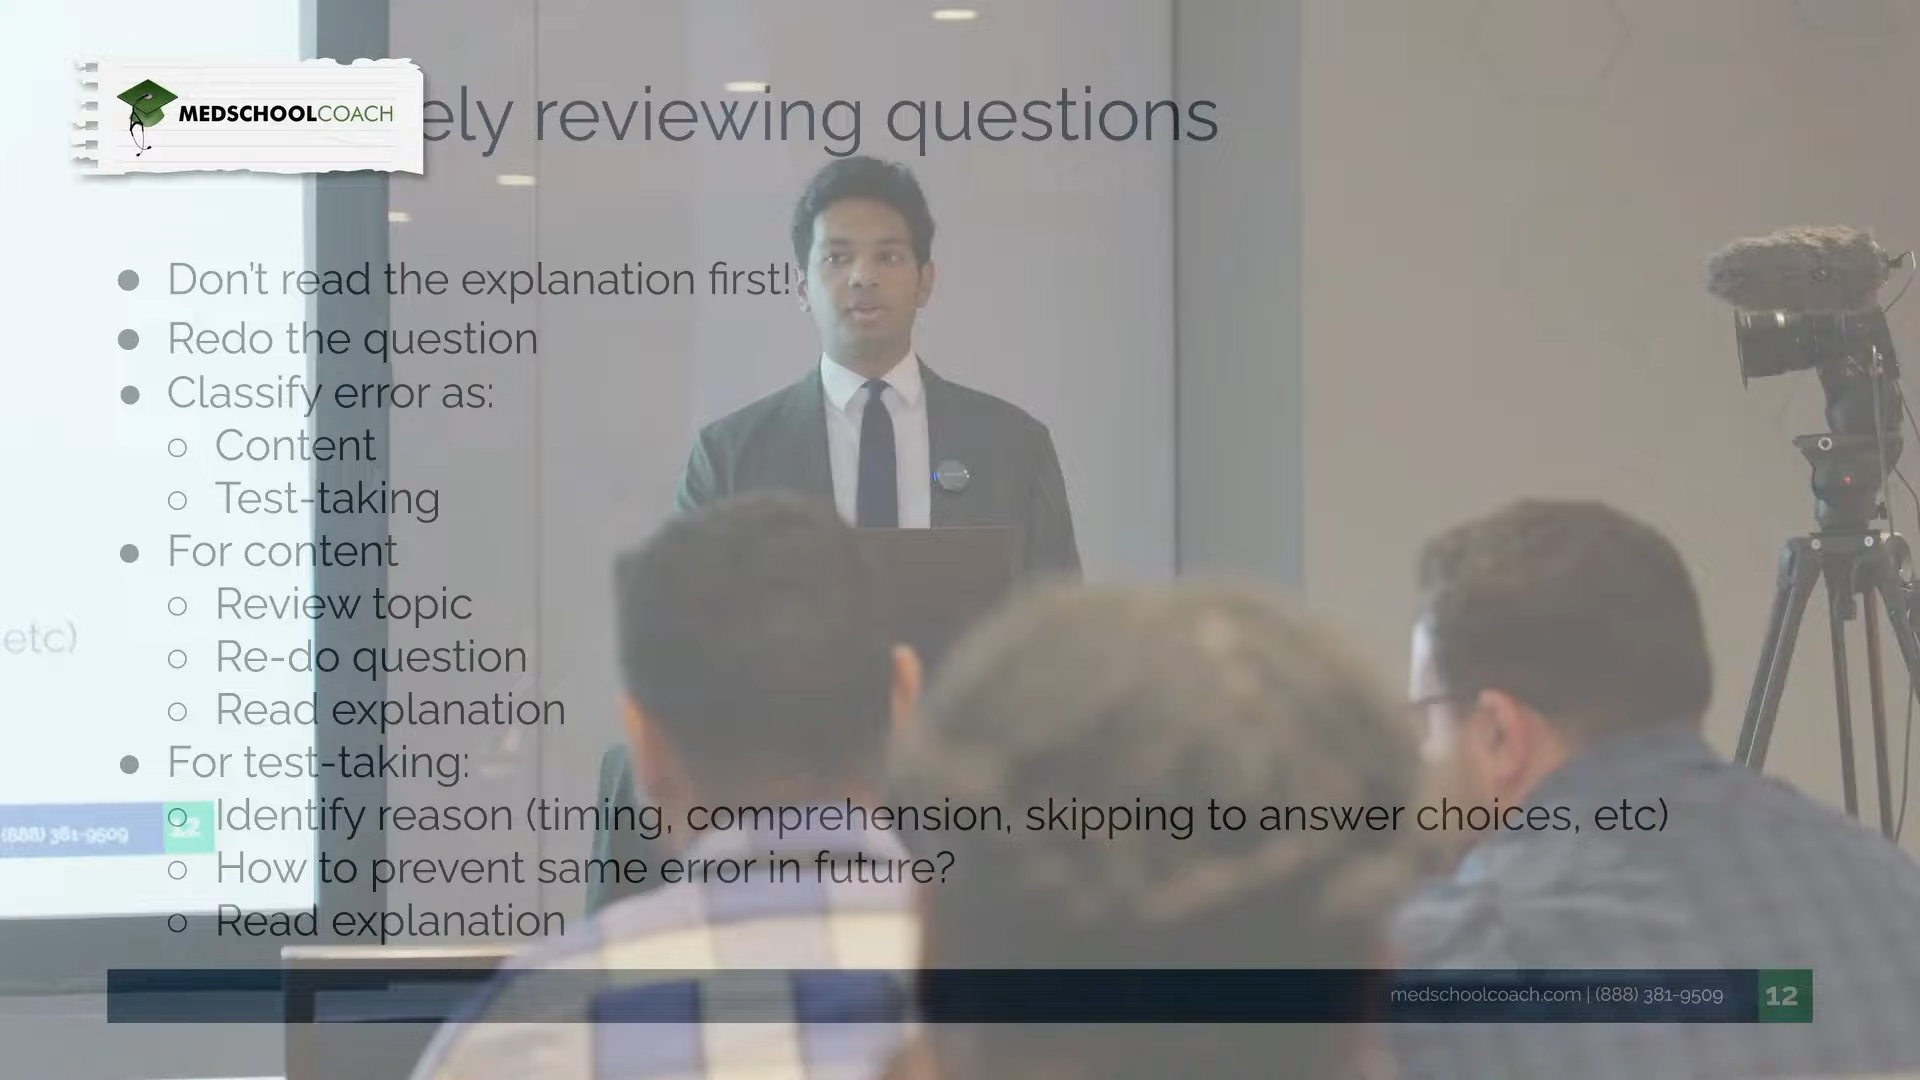 MEDSCHOOLCOACH
ely reviewing questions
● Don't read the explanation first!
● Redo the question
● Classify error as:
○ Content
○ Test-taking
● For content
○ Review topic
○ Re-do question
○ Read explanation
etc)
● For test-taking:
○ Identify reason (timing, comprehension, skipping to answer choices, etc)
(888) 381-9509 12
○ How to prevent same error in future?
○ Read explanation
medschoolcoach.com | (888) 381-9509 12